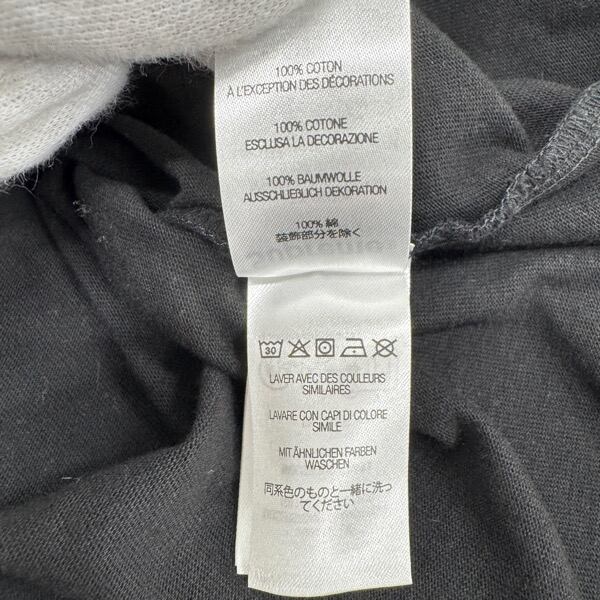 100% COTON
À L'EXCEPTION DES DÉCORATIONS
100% COTONE
ESCLUSA LA DECORAZIONE
100% BAUMWOLLE
AUSSCHLIEßLICH DEKORATION
100% 綿
装飾部分を除く
30
LAVER AVEC DES COULEURS
SIMILAIRES
LAVARE CON CAPI DI COLORE
SIMILE
MIT ÄHNLICHEN FARBEN
WASCHEN
同系色のものと一緒に洗っ
てください